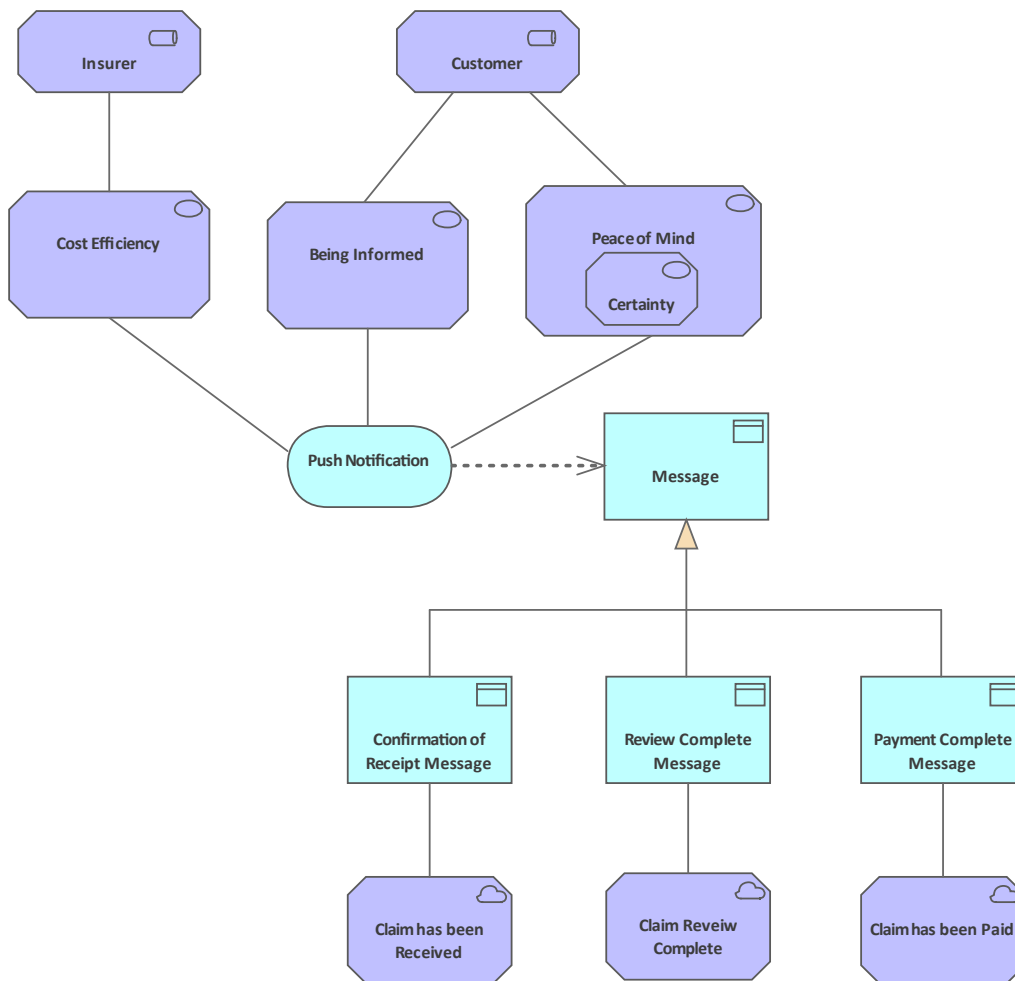 Insurer
Customer
Cost Efficiency
Being Informed
Peace of Mind
Certainty
Push Notification
Message
Confirmation of
Receipt Message
Review Complete
Message
Payment Complete
Message
Claim has been
Received
Claim Reveiw
Complete
Claim has been Paid